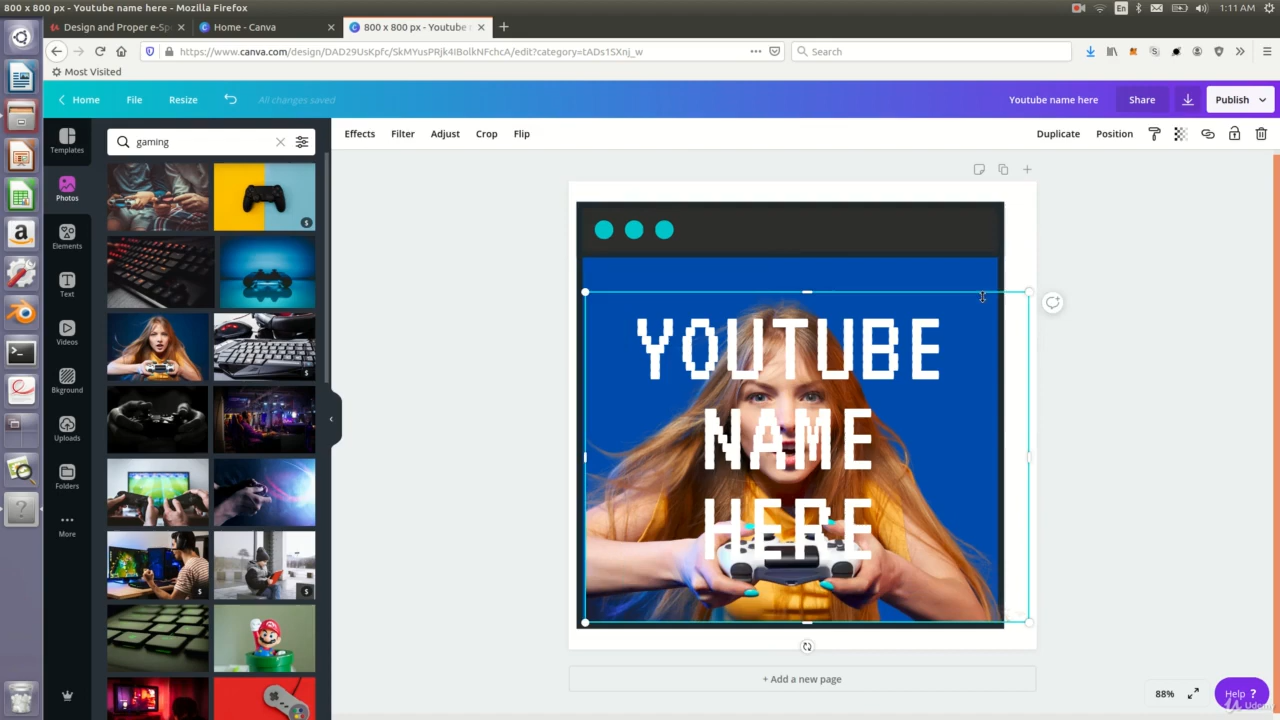 800 x 800 px - Youtube name here - Mozilla Firefox
En
1:11 AM
Design and Proper e-Sp
Home - Canva
800 x 800 px - Youtube
https://www.canva.com/design/DAD29UsKpfc/SkMYusPRjk4IBolkNFchcA/edit?category=tADs1SXnj_w
Search
Most Visited
Home
File
Resize
All changes saved
Youtube name here
Share
Publish
Templates
gaming
Effects
Filter
Adjust
Crop
Flip
Duplicate
Position
Photos
Elements
Text
Videos
Bkground
Uploads
Folders
More
YOUTUBE
NAME
HERE
+ Add a new page
88%
Help ?
Udemy